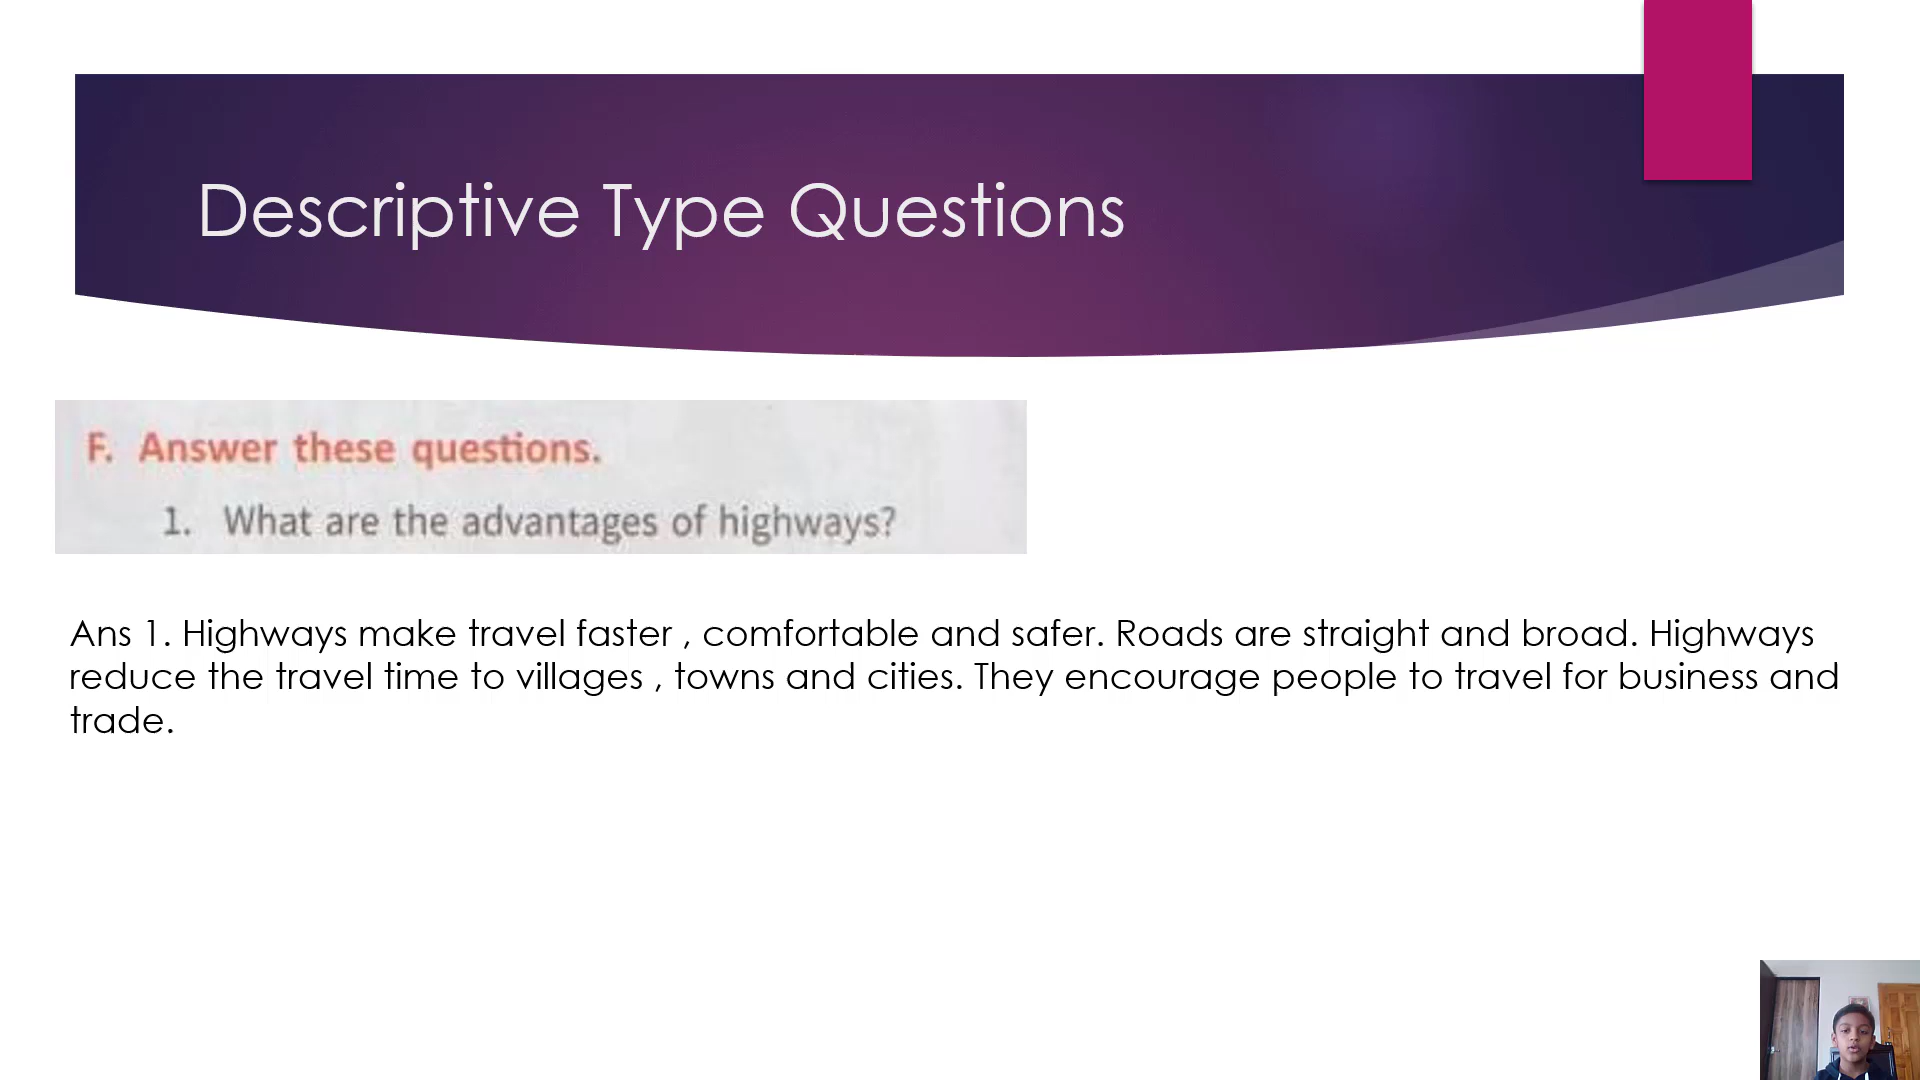 Descriptive Type Questions
F. Answer these questions.
1. What are the advantages of highways?
Ans 1. Highways make travel faster , comfortable and safer. Roads are straight and broad. Highways
reduce the travel time to villages , towns and cities. They encourage people to travel for business and
trade.